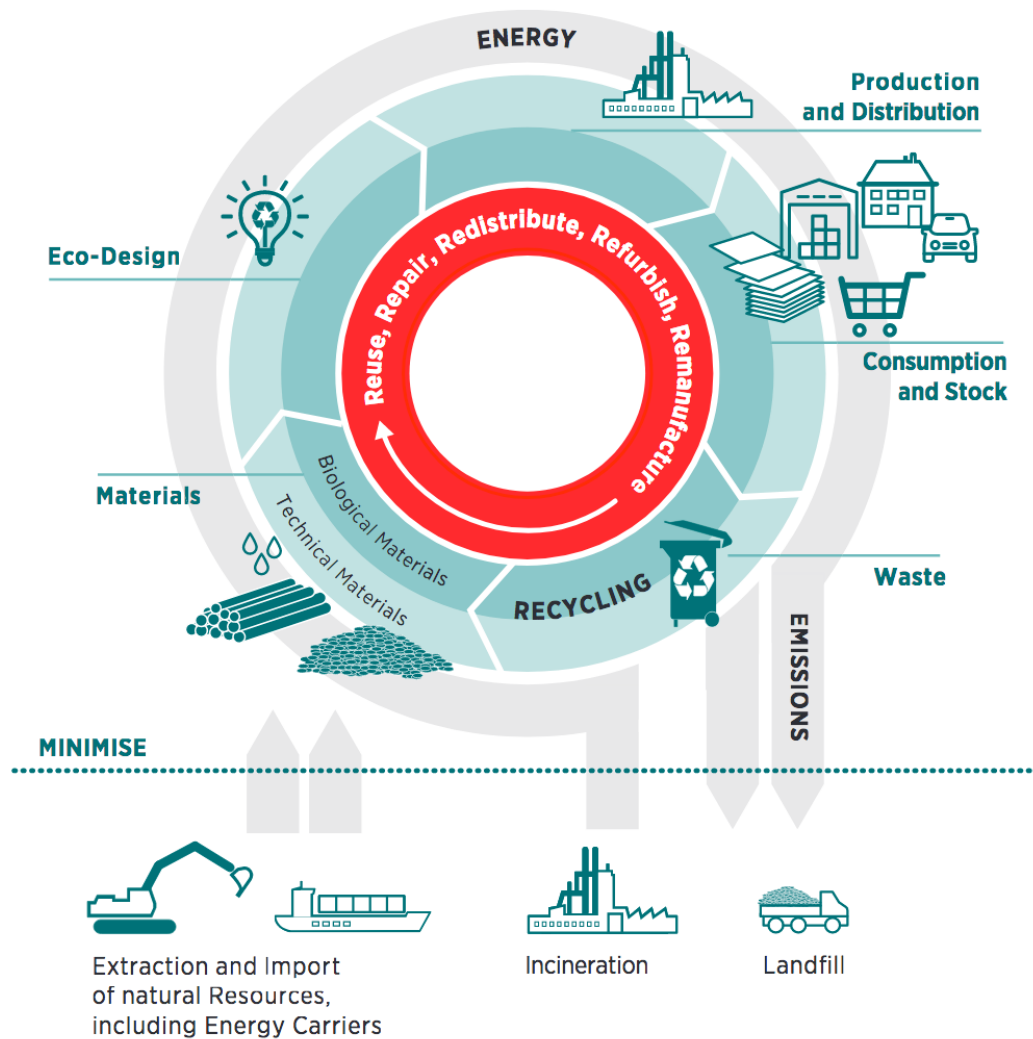 ENERGY
Production
and Distribution
Eco-Design
Reuse, Repair, Redistribute, Refurbish, Remanufacture
Consumption
and Stock
Materials
Biological Materials
Technical Materials
RECYCLING
Waste
EMISSIONS
MINIMISE
Extraction and Import
of natural Resources,
including Energy Carriers
Incineration
Landfill